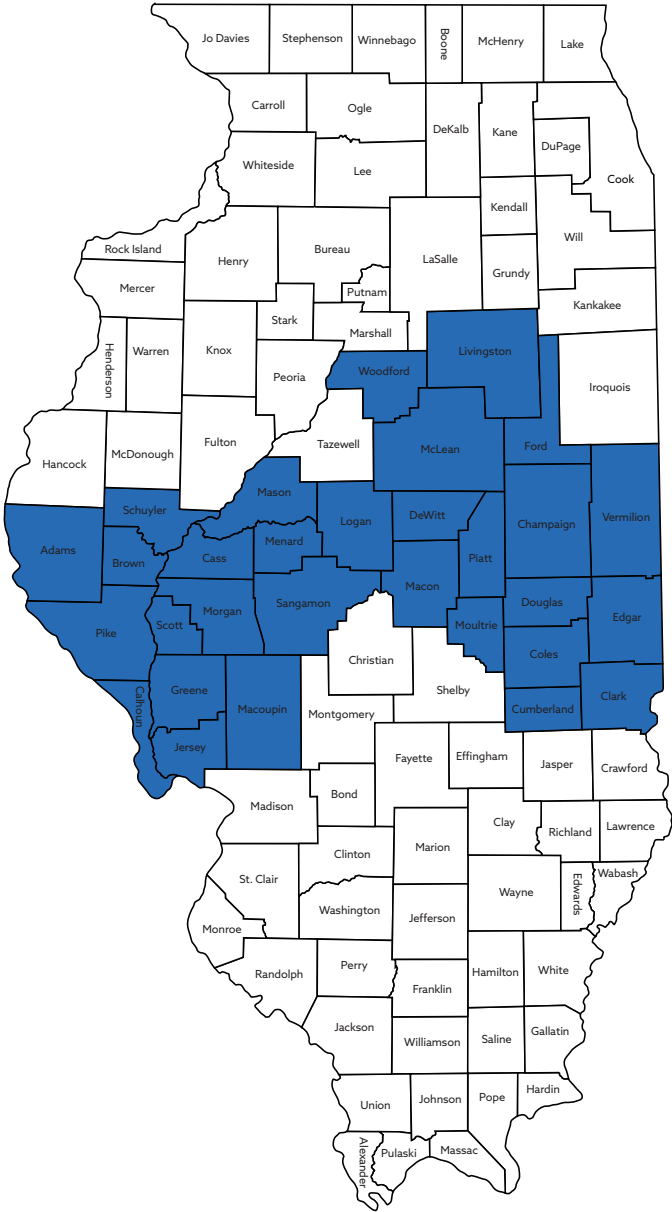 Jo Davies
Stephenson
Winnebago
Boone
McHenry
Lake
Carroll
Ogle
DeKalb
Kane
DuPage
Cook
Whiteside
Lee
Kendall
Will
Rock Island
Henry
Bureau
LaSalle
Grundy
Mercer
Putnam
Kankakee
Stark
Marshall
Henderson
Warren
Knox
Peoria
Woodford
Livingston
Iroquois
Hancock
McDonough
Fulton
Tazewell
McLean
Ford
Schuyler
Mason
Logan
DeWitt
Champaign
Vermilion
Adams
Brown
Cass
Menard
Macon
Piatt
Pike
Scott
Morgan
Sangamon
Moultrie
Douglas
Edgar
Christian
Coles
Calhoun
Greene
Macoupin
Montgomery
Shelby
Cumberland
Clark
Jersey
Fayette
Effingham
Jasper
Crawford
Madison
Bond
Clay
Richland
Lawrence
Clinton
Marion
St. Clair
Wayne
Edwards
Wabash
Washington
Jefferson
Monroe
Randolph
Perry
Franklin
Hamilton
White
Jackson
Williamson
Saline
Gallatin
Union
Johnson
Pope
Hardin
Alexander
Pulaski
Massac